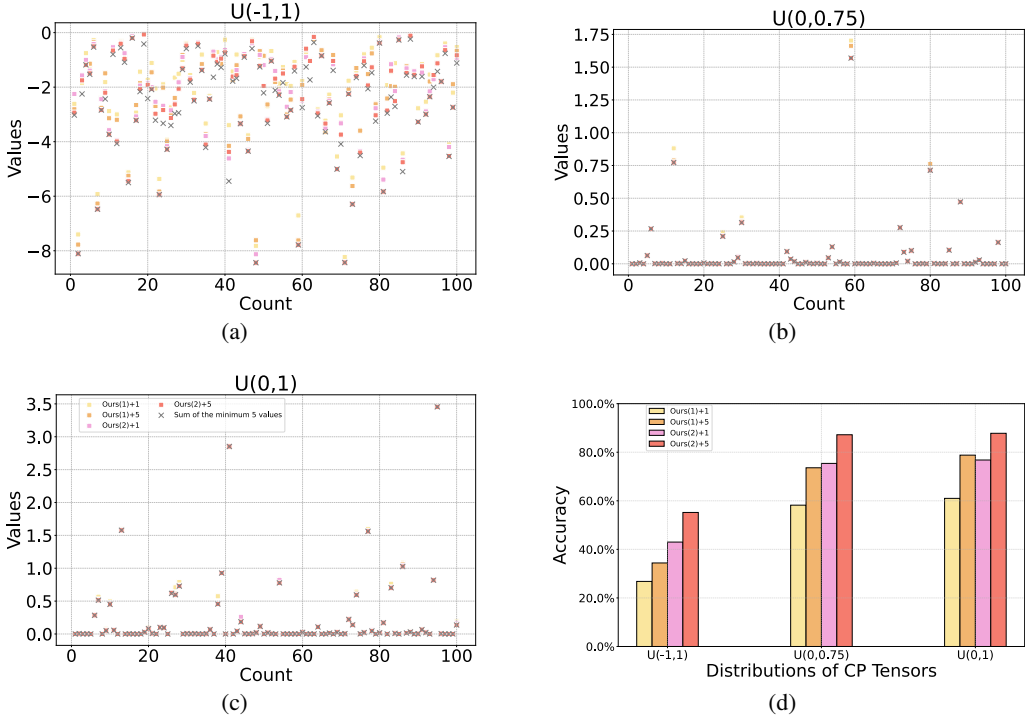 U(-1,1)
0
−2
−4
−6
−8
Values
0 20 40 60 80 100
Count
(a)
U(0,0.75)
1.75
1.50
1.25
1.00
0.75
0.50
0.25
0.00
Values
0 20 40 60 80 100
Count
(b)
U(0,1)
3.5
3.0
2.5
2.0
1.5
1.0
0.5
0.0
Values
Ours(1)+1
Ours(1)+5
Ours(2)+1
Ours(2)+5
Sum of the minimum 5 values
0 20 40 60 80 100
Count
(c)
100.0%
80.0%
60.0%
40.0%
20.0%
0.0%
Accuracy
Ours(1)+1
Ours(1)+5
Ours(2)+1
Ours(2)+5
U(-1,1) U(0,0.75) U(0,1)
Distributions of CP Tensors
(d)